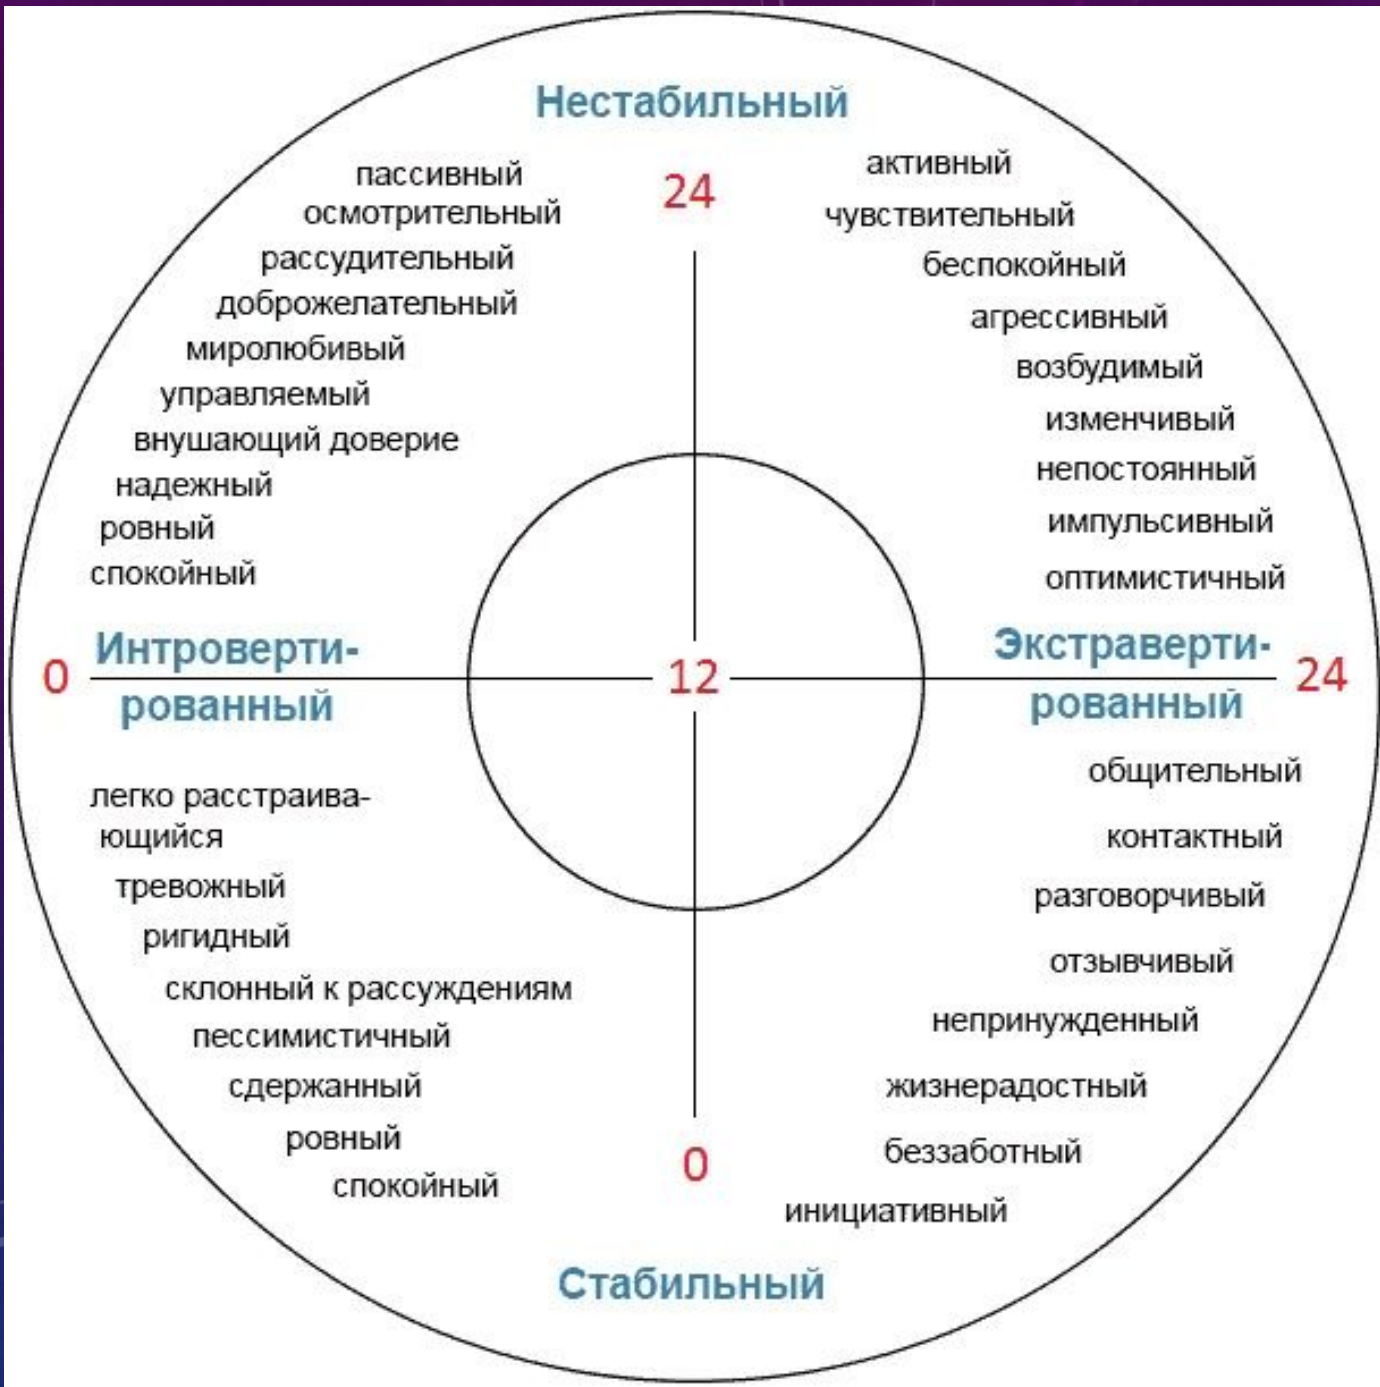 Нестабильный
24
пассивный
осмотрительный
рассудительный
доброжелательный
миролюбивый
управляемый
внушающий доверие
надежный
ровный
спокойный
активный
чувствительный
беспокойный
агрессивный
возбудимый
изменчивый
непостоянный
импульсивный
оптимистичный
0
Интроверти-
рованный
12
Экстраверти-
рованный
24
легко расстраива-
ющийся
тревожный
ригидный
склонный к рассуждениям
пессимистичный
сдержанный
ровный
спокойный
общительный
контактный
разговорчивый
отзывчивый
непринужденный
жизнерадостный
беззаботный
инициативный
0
Стабильный